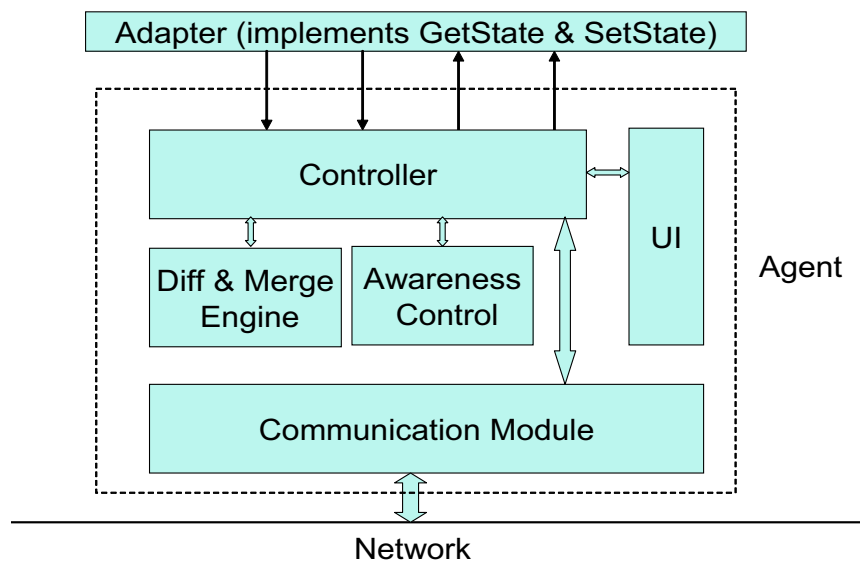 Adapter (implements GetState & SetState)
Controller
UI
Agent
Diff & Merge
Engine
Awareness
Control
Communication Module
Network